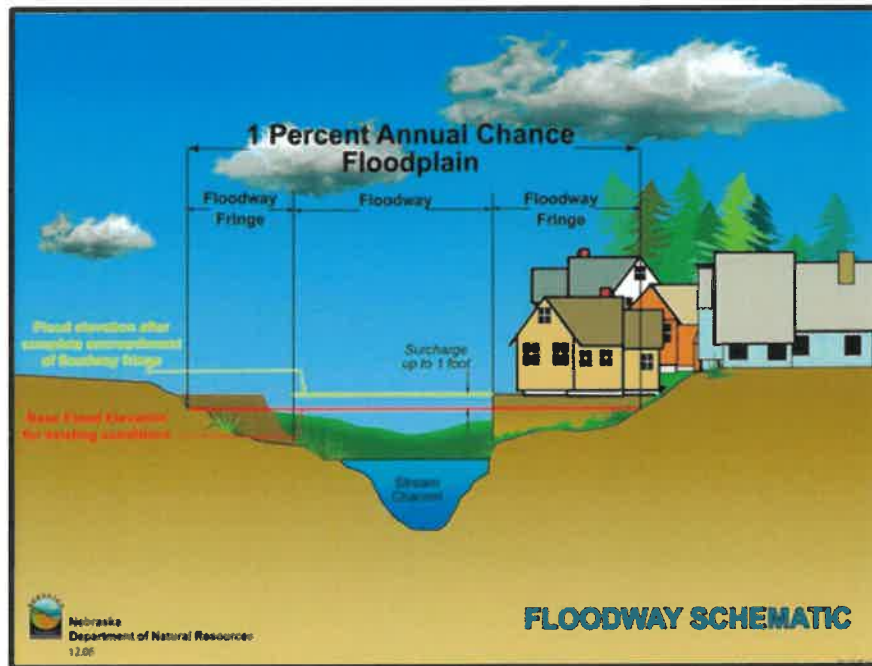 1 Percent Annual Chance
Floodplain
Floodway
Fringe
Floodway
Floodway
Fringe
Flood elevation after
complete encroachment
of floodway fringe
Surcharge
up to 1 foot
Base Flood Elevation
for existing conditions
Stream
Channel
Nebraska
Department of Natural Resources
12.06
FLOODWAY SCHEMATIC